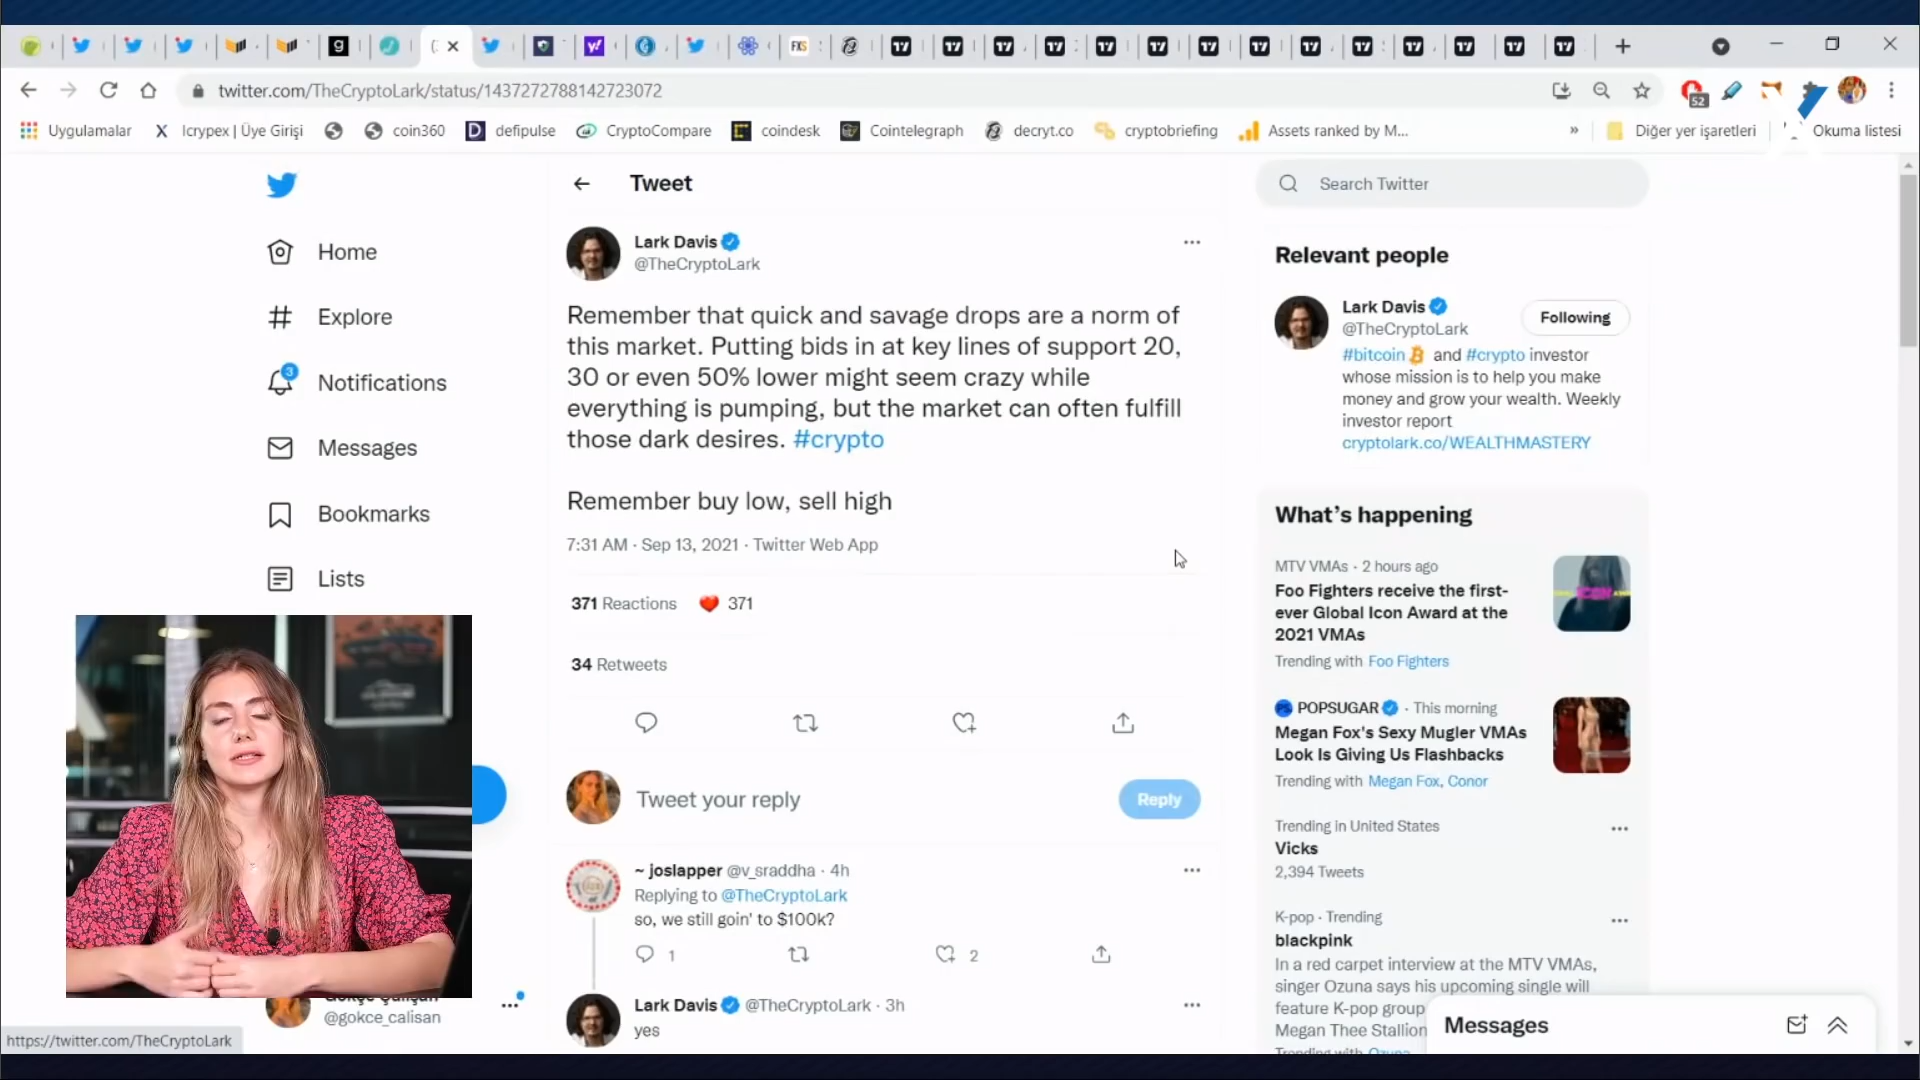 twitter.com/TheCryptoLark/status/1437272788142723072
52
Uygulamalar
Icrypex | Üye Girişi
coin360
defipulse
CryptoCompare
coindesk
Cointelegraph
decryt.co
cryptobriefing
Assets ranked by M...
»
Diğer yer işaretleri
Okuma listesi
Home
Explore
3
Notifications
Messages
Bookmarks
Lists
@gokce_calisan
https://twitter.com/TheCryptoLark
Tweet
Lark Davis
@TheCryptoLark
Remember that quick and savage drops are a norm of
this market. Putting bids in at key lines of support 20,
30 or even 50% lower might seem crazy while
everything is pumping, but the market can often fulfill
those dark desires. #crypto
Remember buy low, sell high
7:31 AM · Sep 13, 2021 · Twitter Web App
371 Reactions 371
34 Retweets
Tweet your reply
Reply
~ joslapper @v_sraddha · 4h
Replying to @TheCryptoLark
so, we still goin' to $100k?
1
2
Lark Davis @TheCryptoLark · 3h
yes
Search Twitter
Relevant people
Lark Davis
@TheCryptoLark
Following
#bitcoin and #crypto investor
whose mission is to help you make
money and grow your wealth. Weekly
investor report
cryptolark.co/WEALTHMASTERY
What's happening
MTV VMAs · 2 hours ago
Foo Fighters receive the first-
ever Global Icon Award at the
2021 VMAs
Trending with Foo Fighters
POPSUGAR · This morning
Megan Fox's Sexy Mugler VMAs
Look Is Giving Us Flashbacks
Trending with Megan Fox, Conor
Trending in United States
Vicks
2,394 Tweets
K-pop · Trending
blackpink
In a red carpet interview at the MTV VMAs,
singer Ozuna says his upcoming single will
feature K-pop group
Megan Thee Stallion
Trending with Ozuna
Messages